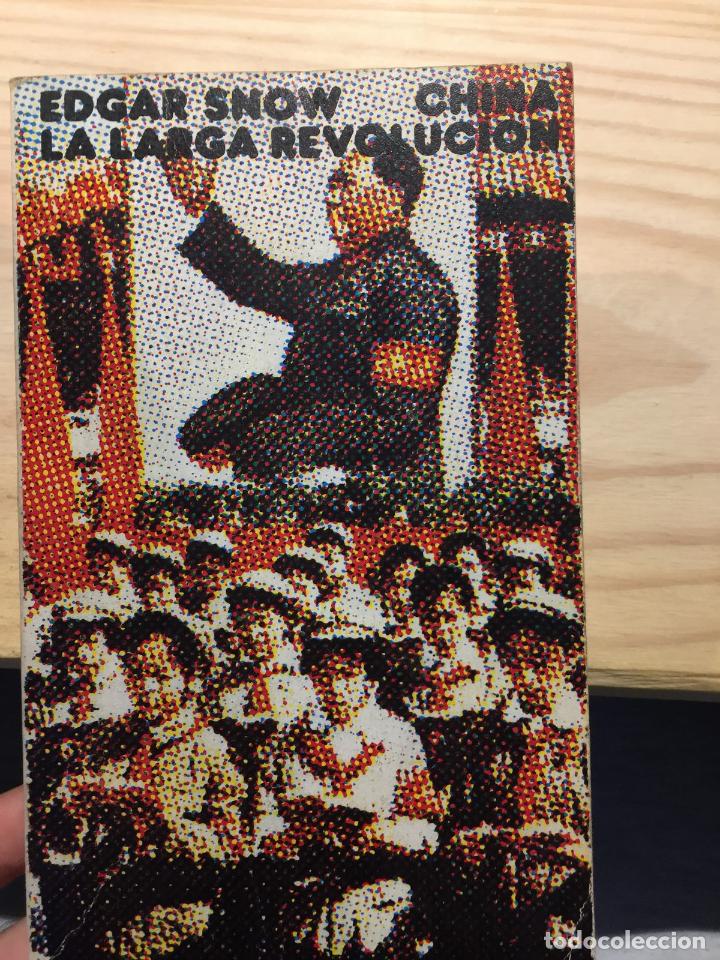 EDGAR SNOW CHINA
LA LARGA REVOLUCION
todocoleccion